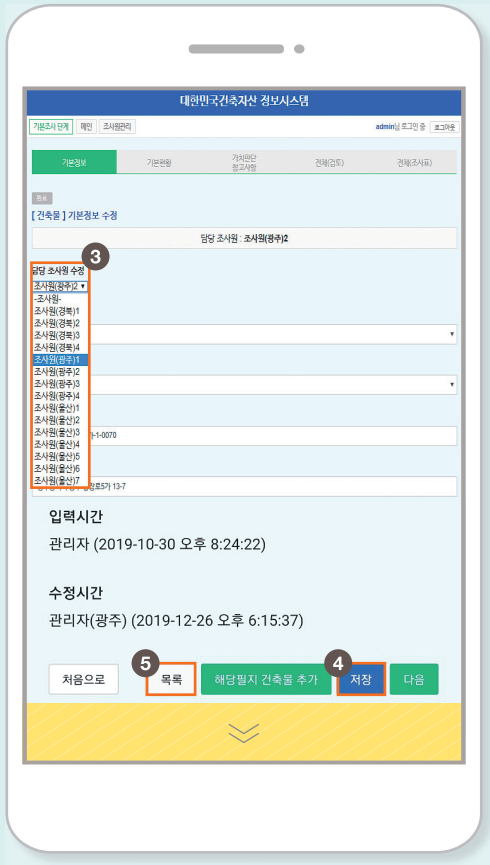 대한민국건축자산 정보시스템
기본조사 단계 메인 조사원관리 admin님 로그인 중 로그아웃
기본정보 기본현황 가치판단 참고사항 전체(검토) 전체(조사표)
완료
[ 건축물 ] 기본정보 수정
담당 조사원 : 조사원(광주)2
3
담당 조사원 수정
조사원(광주)2
-조사원-
조사원(경북)1
조사원(경북)2
조사원(경북)3
조사원(경북)4
조사원(광주)1
조사원(광주)2
조사원(광주)3
조사원(광주)4
조사원(울산)1
조사원(울산)2
조사원(울산)3
조사원(울산)4
조사원(울산)5
조사원(울산)6
조사원(울산)7
-1-0070
5가 13-7
입력시간
관리자 (2019-10-30 오후 8:24:22)
수정시간
관리자(광주) (2019-12-26 오후 6:15:37)
5 4
처음으로 목록 해당필지 건축물 추가 저장 다음